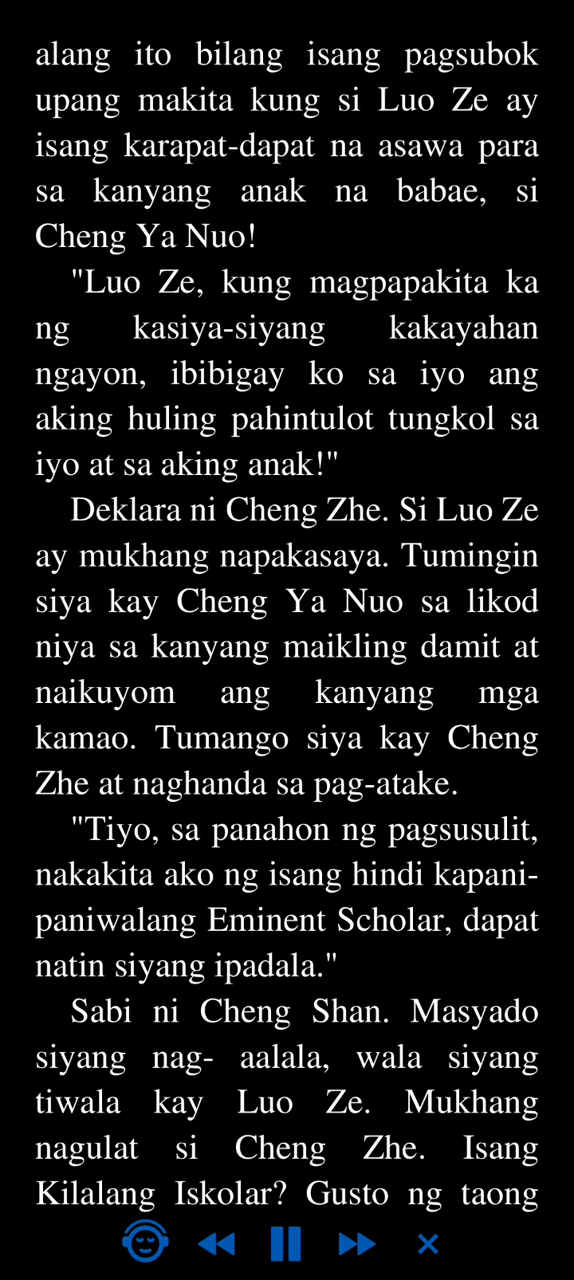 alang ito bilang isang pagsubok
upang makita kung si Luo Ze ay
isang karapat-dapat na asawa para
sa kanyang anak na babae, si
Cheng Ya Nuo!
"Luo Ze, kung magpapakita ka
ng kasiya-siyang kakayahan
ngayon, ibibigay ko sa iyo ang
aking huling pahintulot tungkol sa
iyo at sa aking anak!"
Deklara ni Cheng Zhe. Si Luo Ze
ay mukhang napakasaya. Tumingin
siya kay Cheng Ya Nuo sa likod
niya sa kanyang maikling damit at
naikuyom ang kanyang mga
kamao. Tumango siya kay Cheng
Zhe at naghanda sa pag-atake.
"Tiyo, sa panahon ng pagsusulit,
nakakita ako ng isang hindi kapani-
paniwalang Eminent Scholar, dapat
natin siyang ipadala."
Sabi ni Cheng Shan. Masyado
siyang nag- aalala, wala siyang
tiwala kay Luo Ze. Mukhang
nagulat si Cheng Zhe. Isang
Kilalang Iskolar? Gusto ng taong